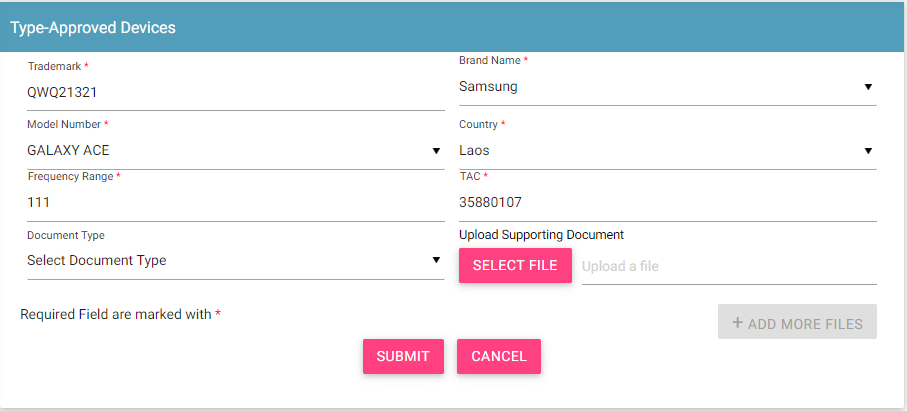 Type-Approved Devices
Trademark *
QWQ21321
Brand Name *
Samsung
Model Number *
GALAXY ACE
Country *
Laos
Frequency Range *
111
TAC *
35880107
Document Type
Select Document Type
Upload Supporting Document
SELECT FILE
Upload a file
Required Field are marked with *
+ ADD MORE FILES
SUBMIT
CANCEL